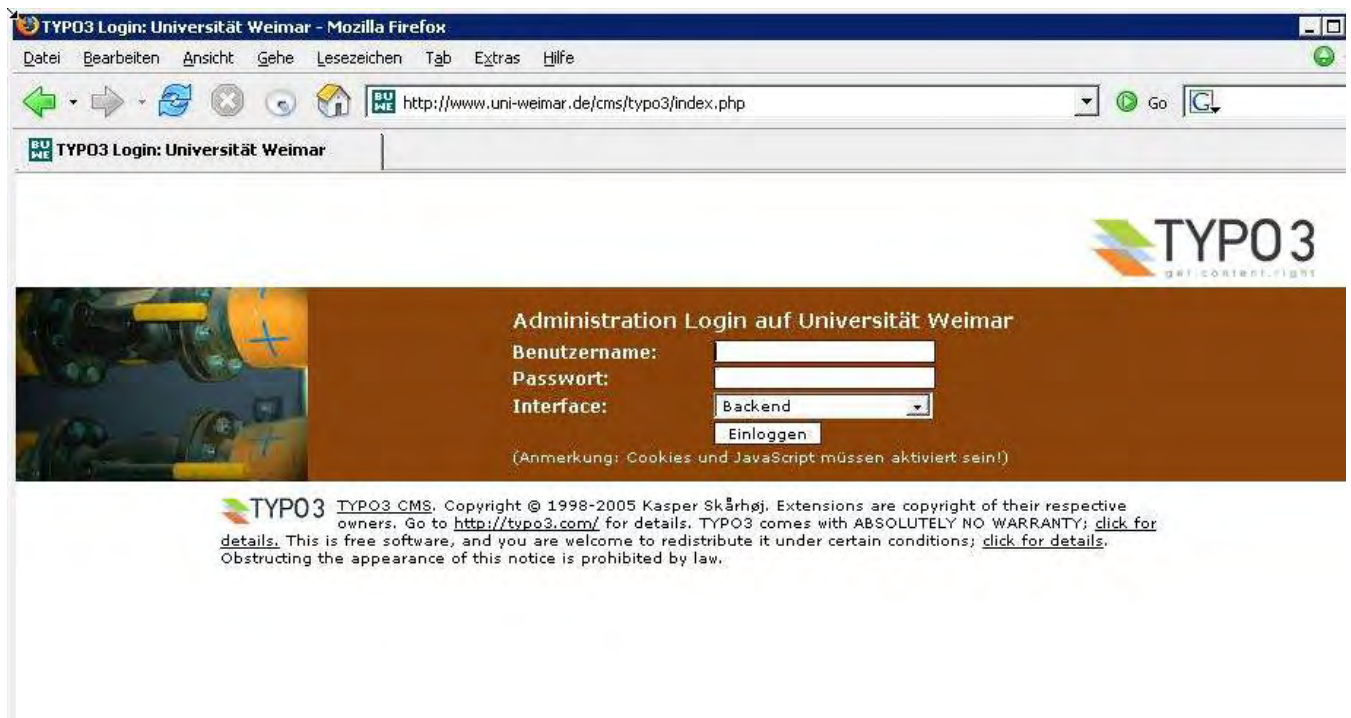 TYPO3 Login: Universität Weimar - Mozilla Firefox
Datei Bearbeiten Ansicht Gehe Lesezeichen Tab Extras Hilfe
BU WE http://www.uni-weimar.de/cms/typo3/index.php Go G
BU WE TYPO3 Login: Universität Weimar
TYPO3
get.content.right
Administration Login auf Universität Weimar
Benutzername:
Passwort:
Interface: Backend
Einloggen
(Anmerkung: Cookies und JavaScript müssen aktiviert sein!)
TYPO3 TYPO3 CMS. Copyright © 1998-2005 Kasper Skårhøj. Extensions are copyright of their respective
owners. Go to http://typo3.com/ for details. TYPO3 comes with ABSOLUTELY NO WARRANTY; click for
details. This is free software, and you are welcome to redistribute it under certain conditions; click for details.
Obstructing the appearance of this notice is prohibited by law.